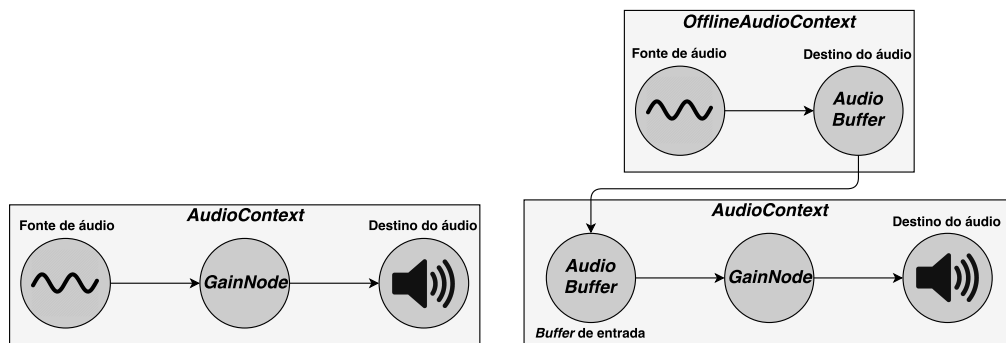 AudioContext
Fonte de áudio
Destino do áudio
GainNode
OfflineAudioContext
Fonte de áudio
Destino do áudio
Audio
Buffer
AudioContext
Destino do áudio
Audio
Buffer
GainNode
Buffer de entrada